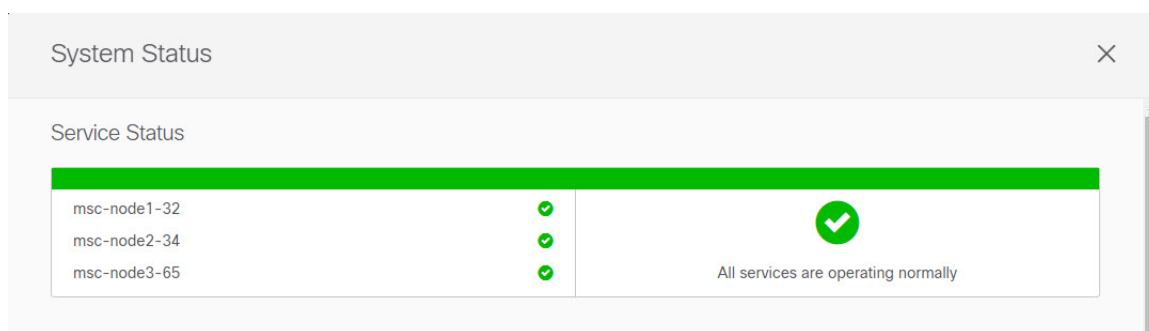 System Status
Service Status
msc-node1-32
msc-node2-34
msc-node3-65
All services are operating normally